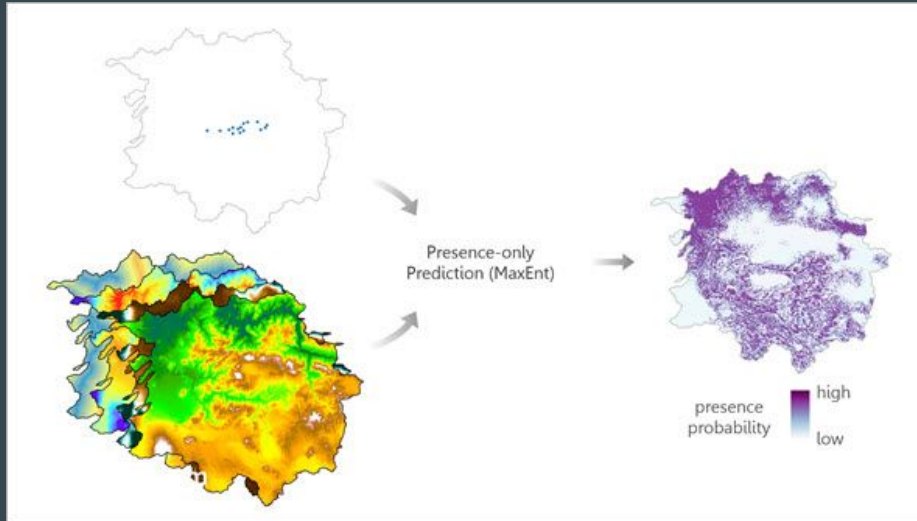 Presence-only
Prediction (MaxEnt)
high
presence
probability
low